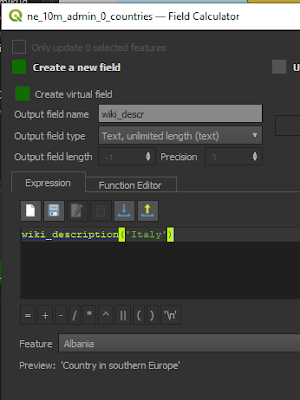 ne_10m_admin_0_countries — Field Calculator
Only update 0 selected features
Create a new field
U
Create virtual field
Output field name wiki_descr
Output field type Text, unlimited length (text)
Output field length -1 Precision 3
Expression Function Editor
wiki_description('Italy')
= + - / * ^ || ( ) '\n'
Feature Albania
Preview: 'Country in southern Europe'